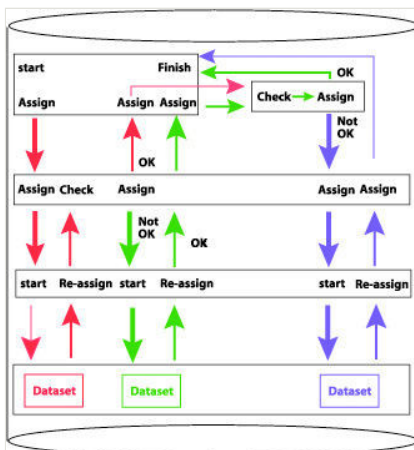 start Finish
OK
Assign Assign Assign
Check Assign
Not
OK
OK
Assign Check Assign Assign Assign
Not
OK
OK
start Re-assign start Re-assign start Re-assign
Dataset Dataset Dataset